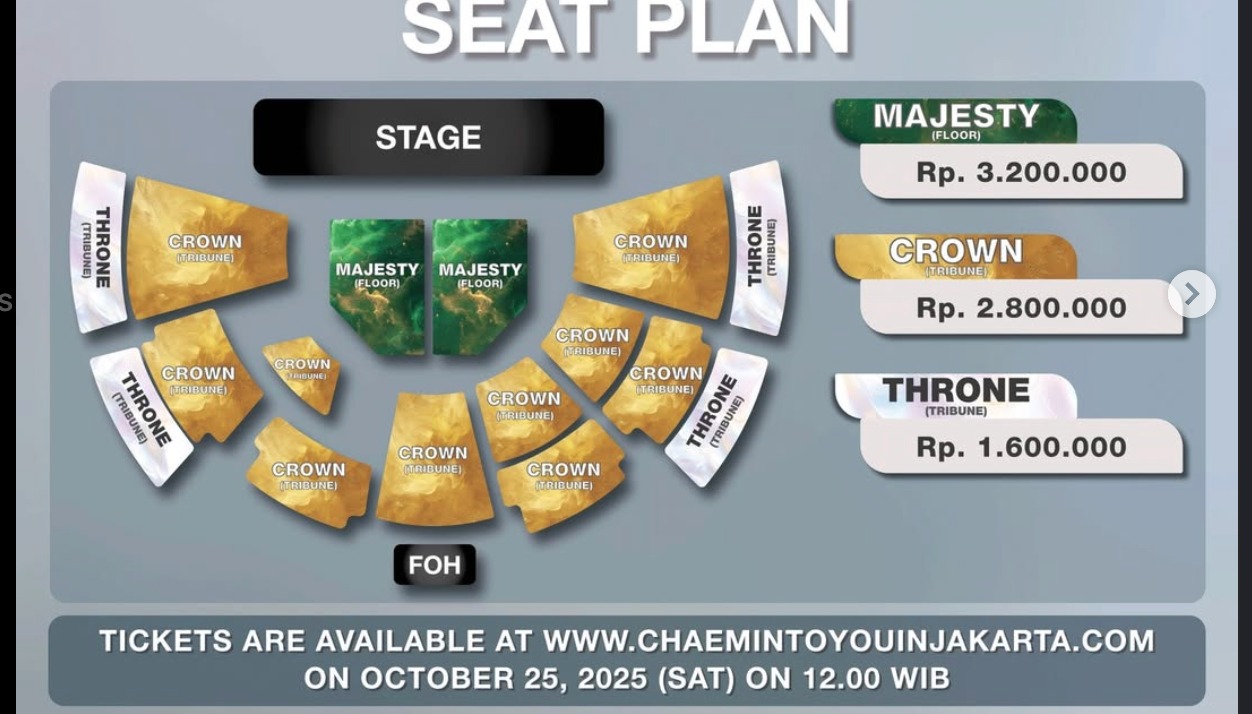 SEAT PLAN
STAGE
THRONE
(TRIBUNE)
CROWN
(TRIBUNE)
MAJESTY
(FLOOR)
MAJESTY
(FLOOR)
CROWN
(TRIBUNE)
THRONE
(TRIBUNE)
THRONE
(TRIBUNE)
CROWN
(TRIBUNE)
CROWN
(TRIBUNE)
CROWN
(TRIBUNE)
CROWN
(TRIBUNE)
CROWN
(TRIBUNE)
CROWN
(TRIBUNE)
CROWN
(TRIBUNE)
CROWN
(TRIBUNE)
THRONE
(TRIBUNE)
FOH
MAJESTY
(FLOOR)
Rp. 3.200.000
CROWN
(TRIBUNE)
Rp. 2.800.000
THRONE
(TRIBUNE)
Rp. 1.600.000
s
TICKETS ARE AVAILABLE AT WWW.CHAEMINTOYOUINJAKARTA.COM
ON OCTOBER 25, 2025 (SAT) ON 12.00 WIB